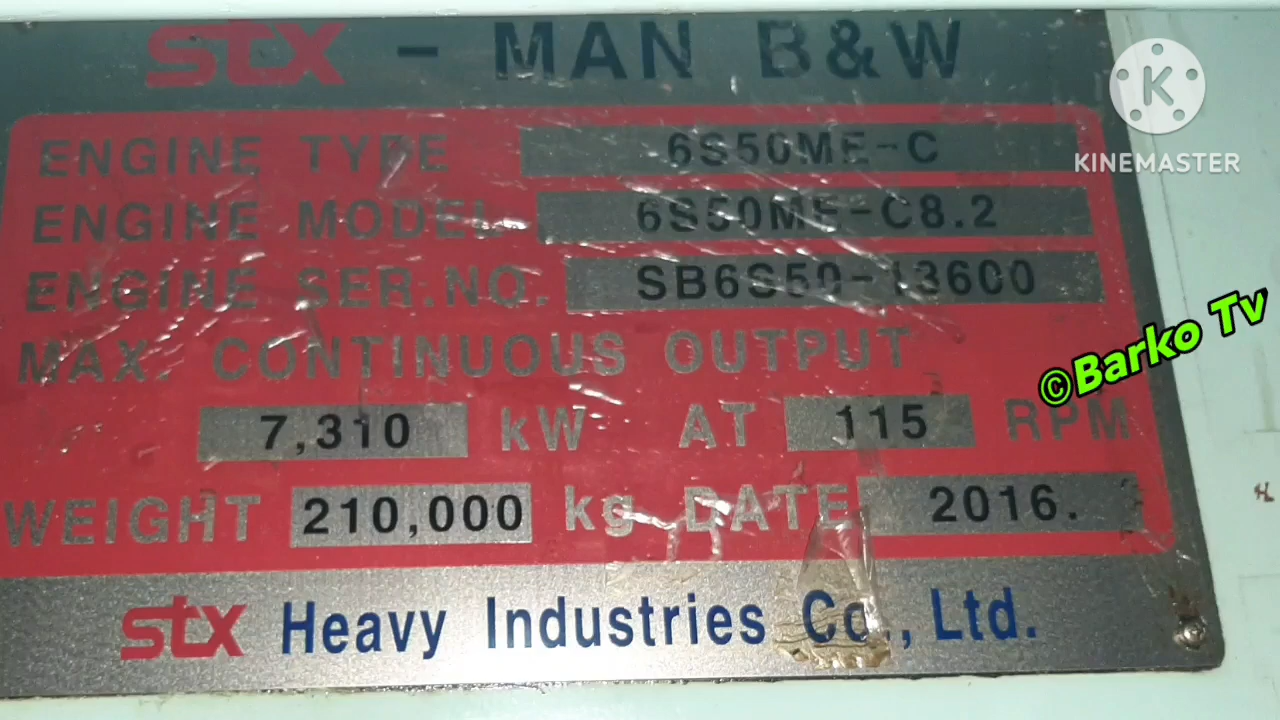 stx - MAN B&W
K
KINEMASTER
ENGINE TYPE 6S50ME-C
ENGINE MODEL 6S50ME-C8.2
ENGINE SER.NO. SB6S50-13600
MAX. CONTINUOUS OUTPUT
©Barko Tv
7,310 kW AT 115 RPM
WEIGHT 210,000 kg DATE 2016.
stx Heavy Industries Co., Ltd.